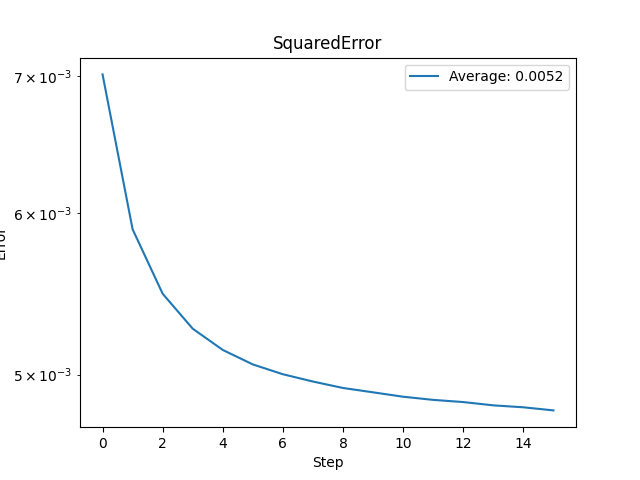 SquaredError
Average: 0.0052
7 × 10⁻³
6 × 10⁻³
5 × 10⁻³
Error
0 2 4 6 8 10 12 14
Step